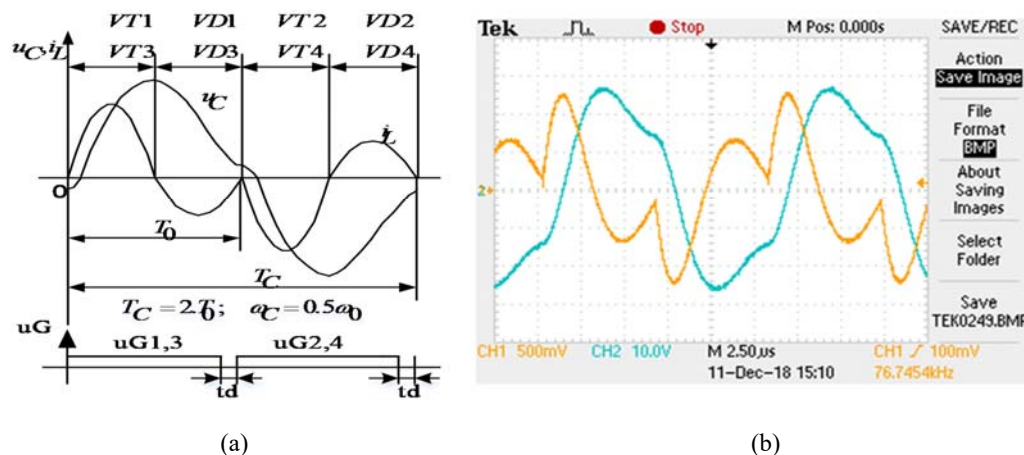 VT1 VD1 VT2 VD2
uC, iL VT3 VD3 VT4 VD4
uC
iL
O
T0
TC
TC = 2.T0; ωC = 0.5ω0
uG
uG1,3 uG2,4
td td
(a)
Tek Stop M Pos: 0.000s SAVE/REC
Action
Save Image
File
Format
BMP
2
About
Saving
Images
Select
Folder
Save
TEK0249.BMP
CH1 500mV CH2 10.0V M 2.50µs CH1 100mV
11-Dec-18 15:10 76.7454kHz
(b)